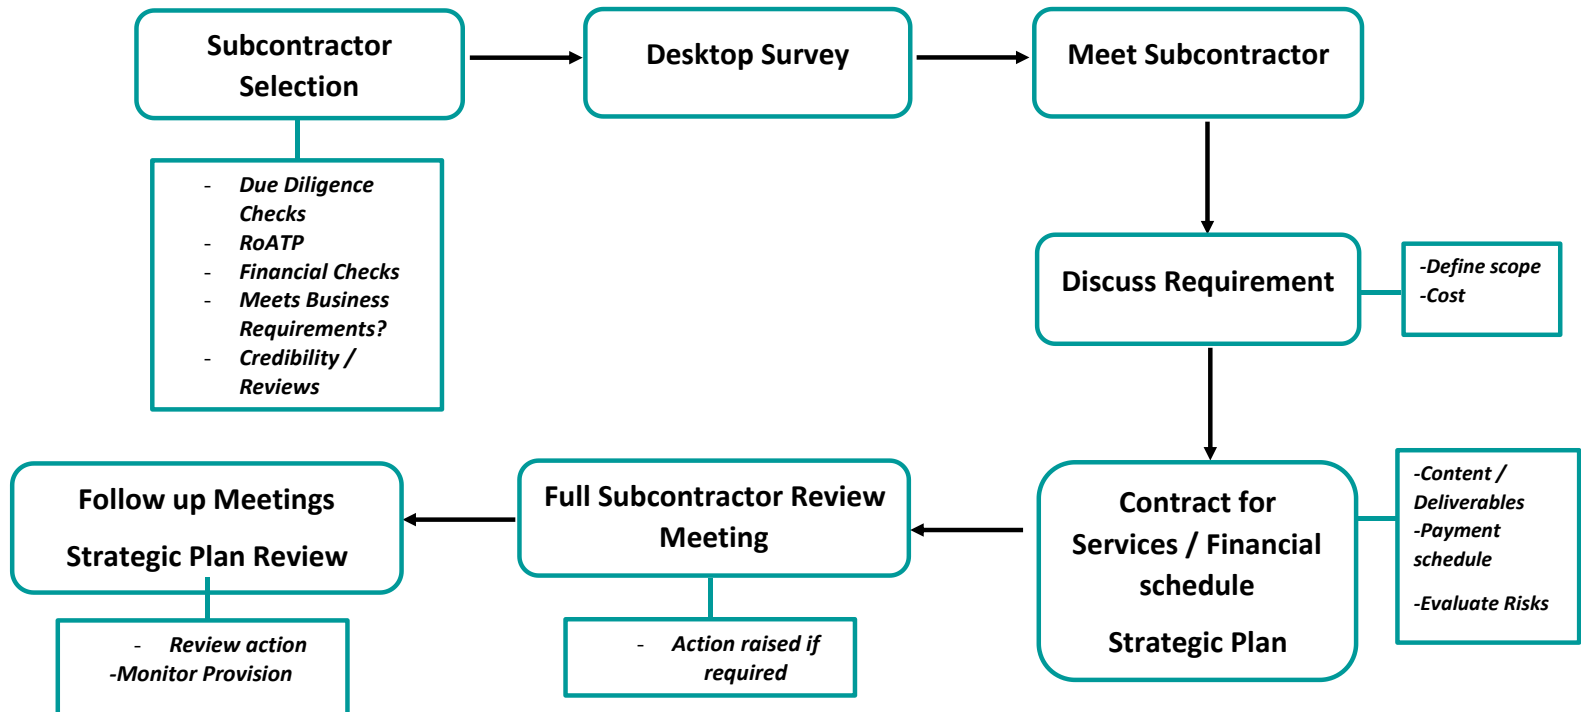 Subcontractor
Selection
Desktop Survey
Meet Subcontractor
- Due Diligence
Checks
- RoATP
- Financial Checks
- Meets Business
Requirements?
- Credibility /
Reviews
Discuss Requirement
-Define scope
-Cost
Contract for
Services / Financial
schedule
Strategic Plan
-Content /
Deliverables
-Payment
schedule
-Evaluate Risks
Full Subcontractor Review
Meeting
- Action raised if
required
Follow up Meetings
Strategic Plan Review
- Review action
-Monitor Provision